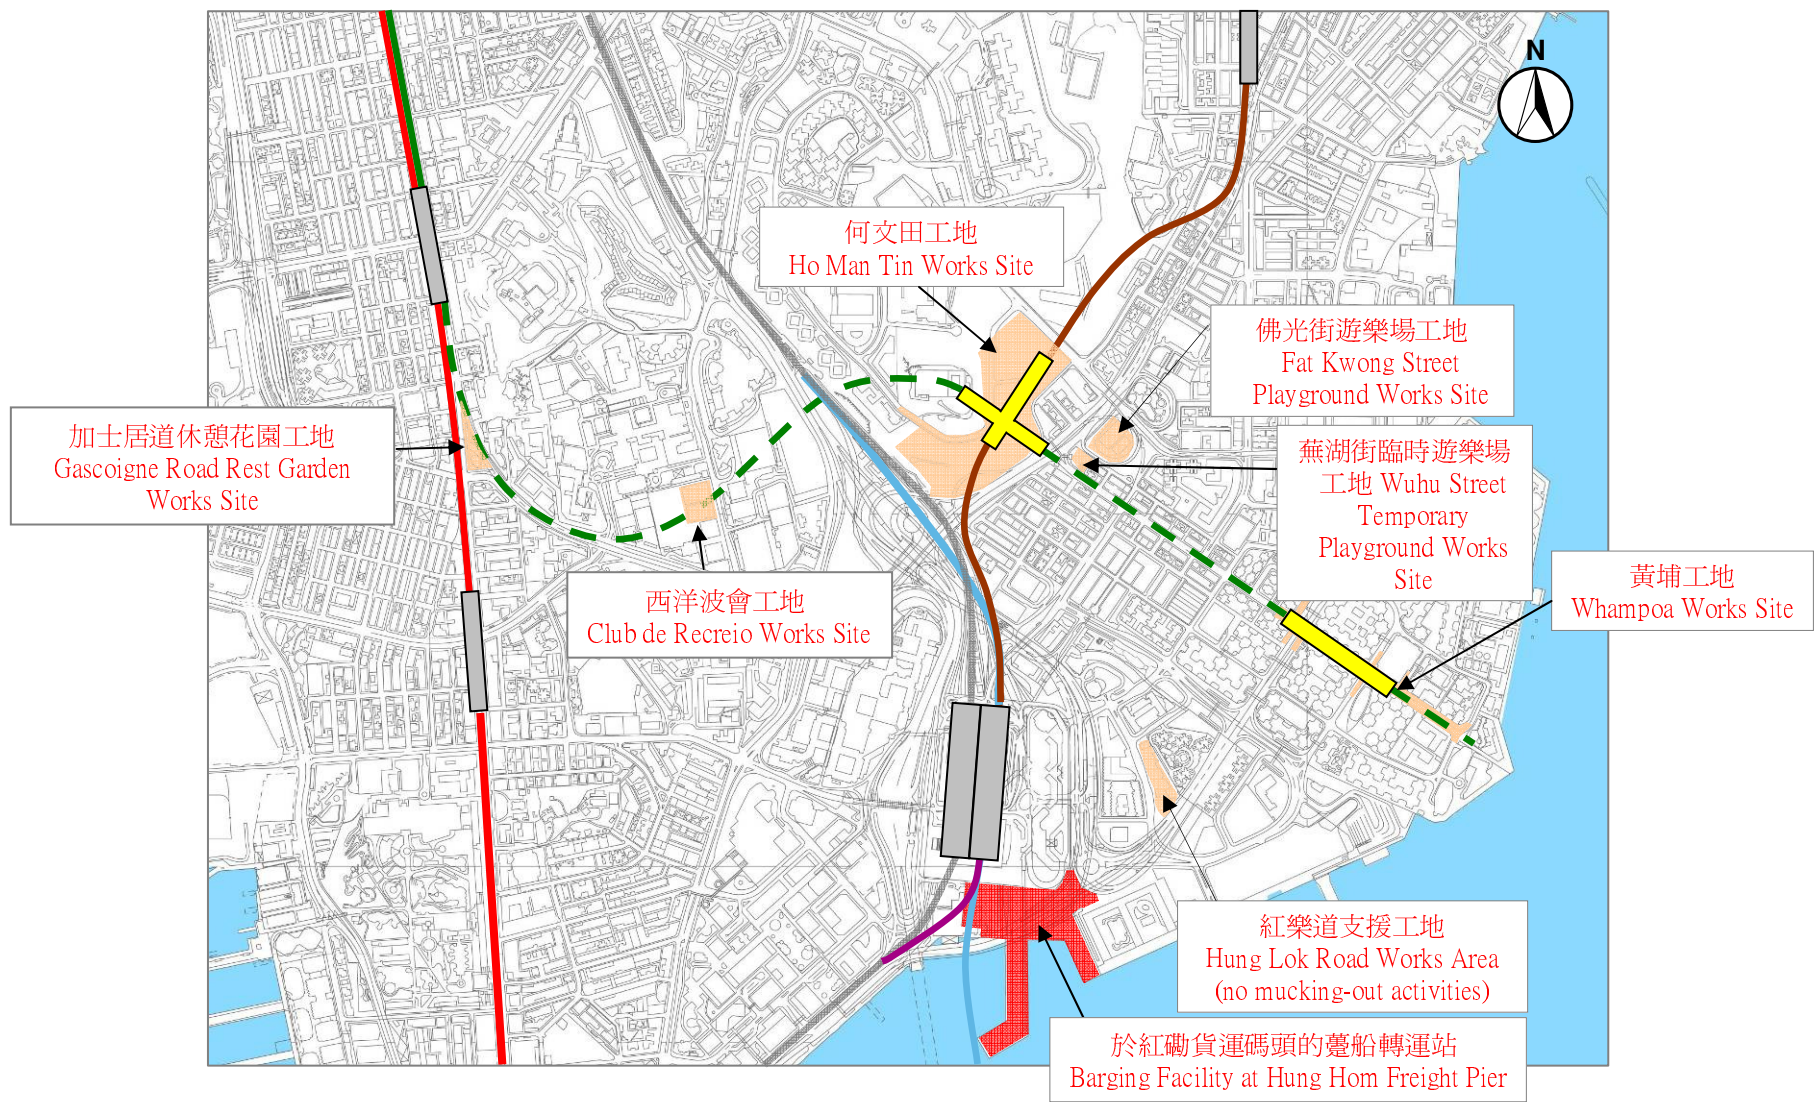 N
何文田工地
Ho Man Tin Works Site
佛光街遊樂場工地
Fat Kwong Street
Playground Works Site
加士居道休憩花園工地
Gascoigne Road Rest Garden
Works Site
蕪湖街臨時遊樂場
工地 Wuhu Street
Temporary
Playground Works
Site
黃埔工地
Whampoa Works Site
西洋波會工地
Club de Recreio Works Site
紅樂道支援工地
Hung Lok Road Works Area
(no mucking-out activities)
於紅磡貨運碼頭的躉船轉運站
Barging Facility at Hung Hom Freight Pier